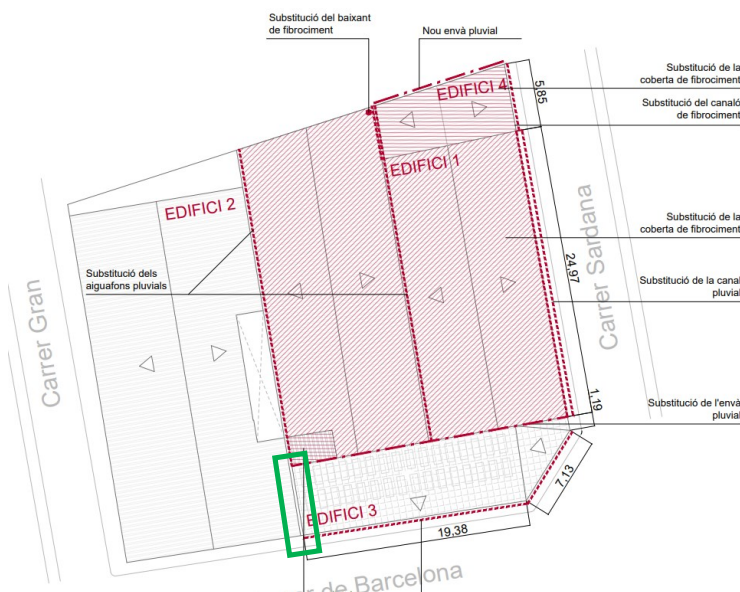 Substitució del baixant
de fibrociment
Nou envà pluvial
Substitució de la
coberta de fibrociment
EDIFICI 4
5,85
Substitució del canaló
de fibrociment
EDIFICI 1
EDIFICI 2
Substitució de la
coberta de fibrociment
Substitució dels
aiguafons pluvials
24,97
Carrer Sardana
Substitució de la canal
pluvial
Carrer Gran
1,19
Substitució de l'envà
pluvial
7,13
EDIFICI 3
19,38
de Barcelona